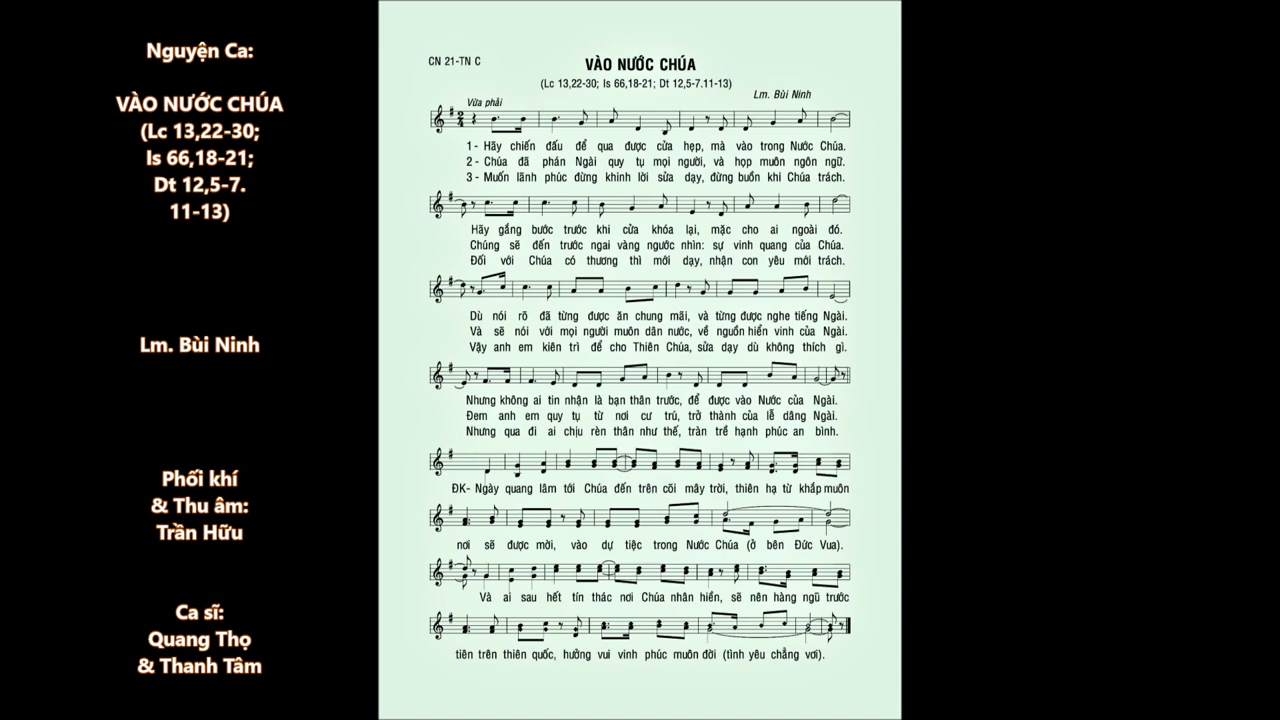 Nguyện Ca:
VÀO NƯỚC CHÚA
(Lc 13,22-30;
Is 66,18-21;
Dt 12,5-7.
11-13)
Lm. Bùi Ninh
Phối khí
& Thu âm:
Trần Hữu
Ca sĩ:
Quang Thọ
& Thanh Tâm
CN 21-TN C
VÀO NƯỚC CHÚA
(Lc 13,22-30; Is 66,18-21; Dt 12,5-7.11-13)
Lm. Bùi Ninh
Vừa phải
2
4
1 - Hãy chiến đấu để qua được cửa hẹp, mà vào trong Nước Chúa.
2 - Chúa đã phán Ngài quy tụ mọi người, và họp muôn ngôn ngữ.
3 - Muốn lãnh phúc đừng khinh lời sửa dạy, đừng buồn khi Chúa trách.
Hãy gắng bước trước khi cửa khóa lại, mặc cho ai ngoài đó.
Chúng sẽ đến trước ngai vàng ngước nhìn: sự vinh quang của Chúa.
Đối với Chúa có thương thì mới dạy, nhận con yêu mới trách.
Dù nói rõ đã từng được ăn chung mãi, và từng được nghe tiếng Ngài.
Và sẽ nói với mọi người muôn dân nước, về nguồn hiển vinh của Ngài.
Vậy anh em kiên trì để cho Thiên Chúa, sửa dạy dù không thích gì.
Nhưng không ai tin nhận là bạn thân trước, để được vào Nước của Ngài.
Đem anh em quy tụ từ nơi cư trú, trở thành của lễ dâng Ngài.
Nhưng qua đi ai chịu rèn thân như thế, tràn trề hạnh phúc an bình.
ĐK- Ngày quang lâm tới Chúa đến trên cõi mây trời, thiên hạ từ khắp muôn
nơi sẽ được mời, vào dự tiệc trong Nước Chúa (ở bên Đức Vua).
Và ai sau hết tín thác nơi Chúa nhân hiền, sẽ nên hàng ngũ trước
tiên trên thiên quốc, hưởng vui vinh phúc muôn đời (tình yêu chẳng vơi).